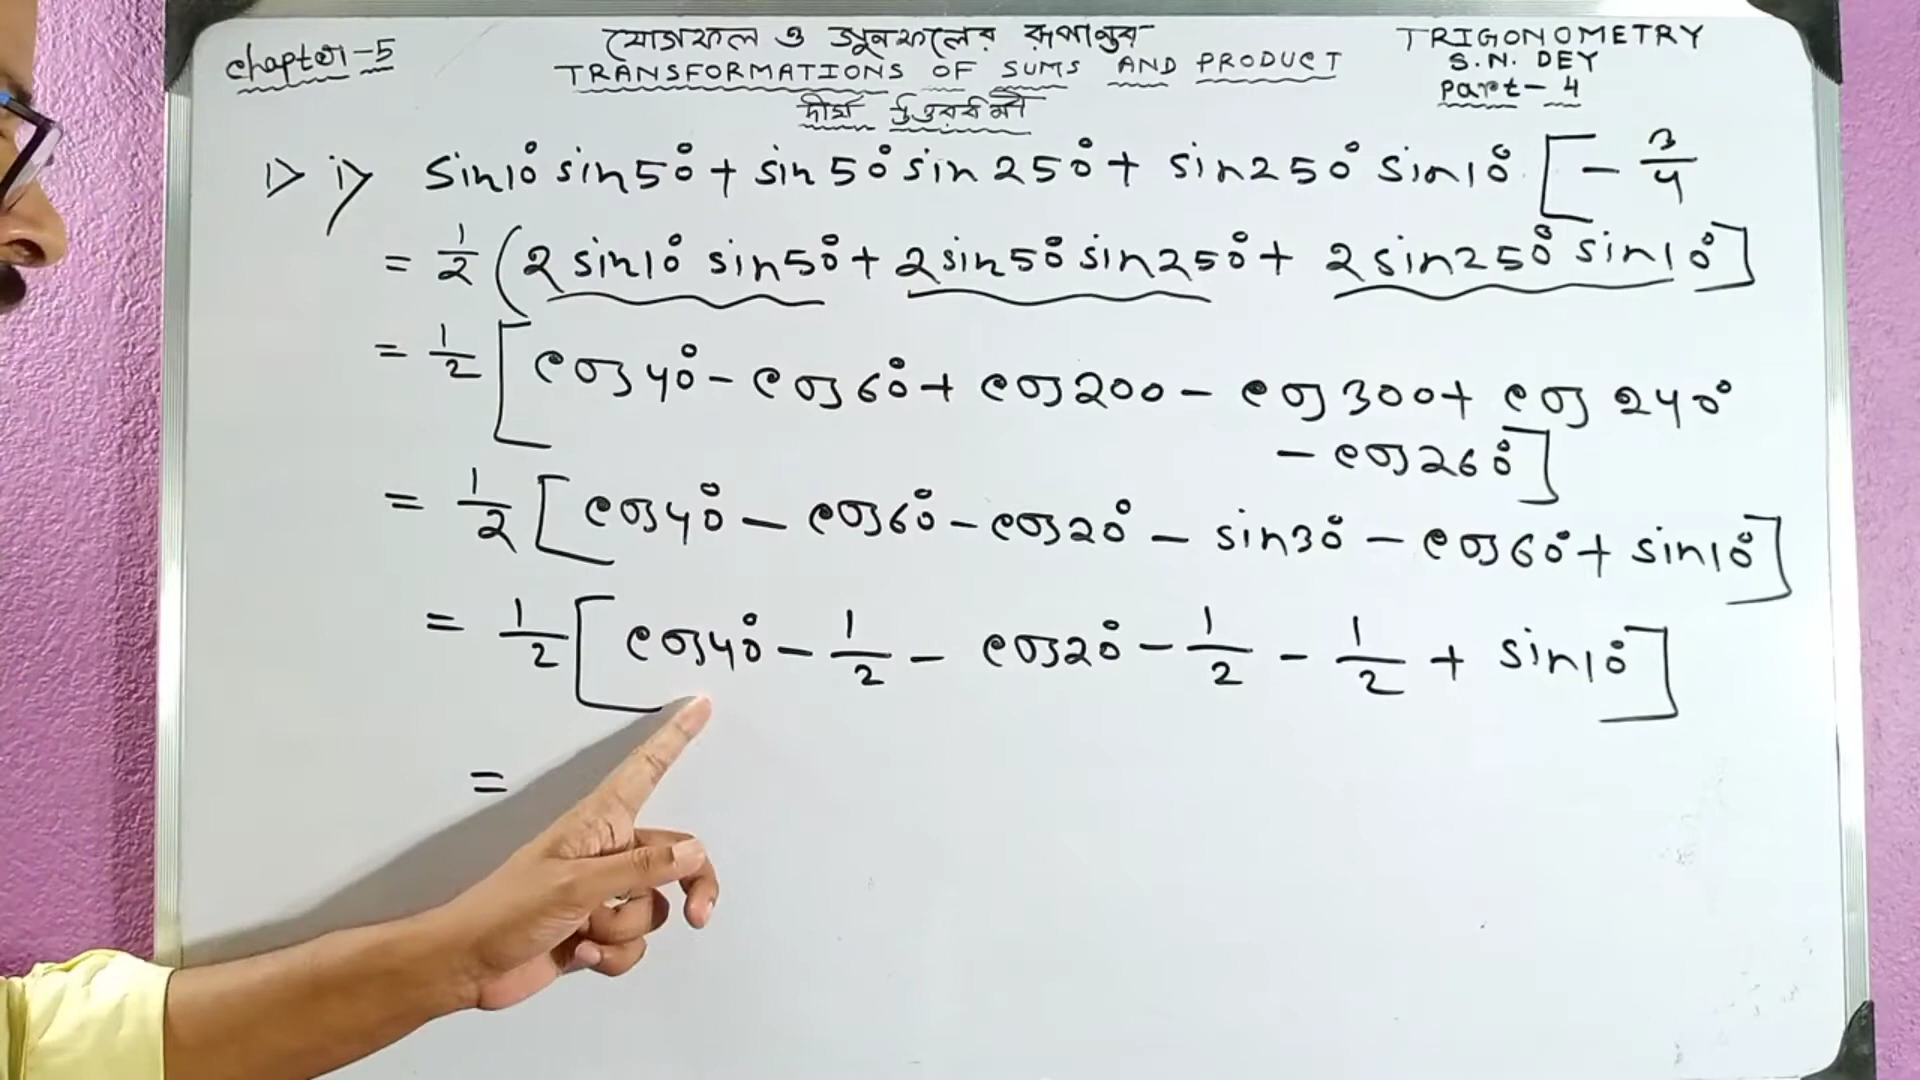 chapter-5
যোগফল ও গুনফলের রূপান্তর
TRANSFORMATIONS OF SUMS AND PRODUCT
দীর্ঘ উত্তরধর্মী
TRIGONOMETRY
S.N. DEY
Part-4
1> i> sin10° sin50° + sin50° sin250° + sin250° sin10° [-3/4
= 1/2 (2 sin10° sin50° + 2 sin50° sin250° + 2 sin250° sin10°]
= 1/2 [cos40° - cos60° + cos200 - cos300 + cos240°
- cos260°]
= 1/2 [cos40° - cos60° - cos20° - sin30° - cos60° + sin10°]
= 1/2 [cos40° - 1/2 - cos20° - 1/2 - 1/2 + sin10°]
=